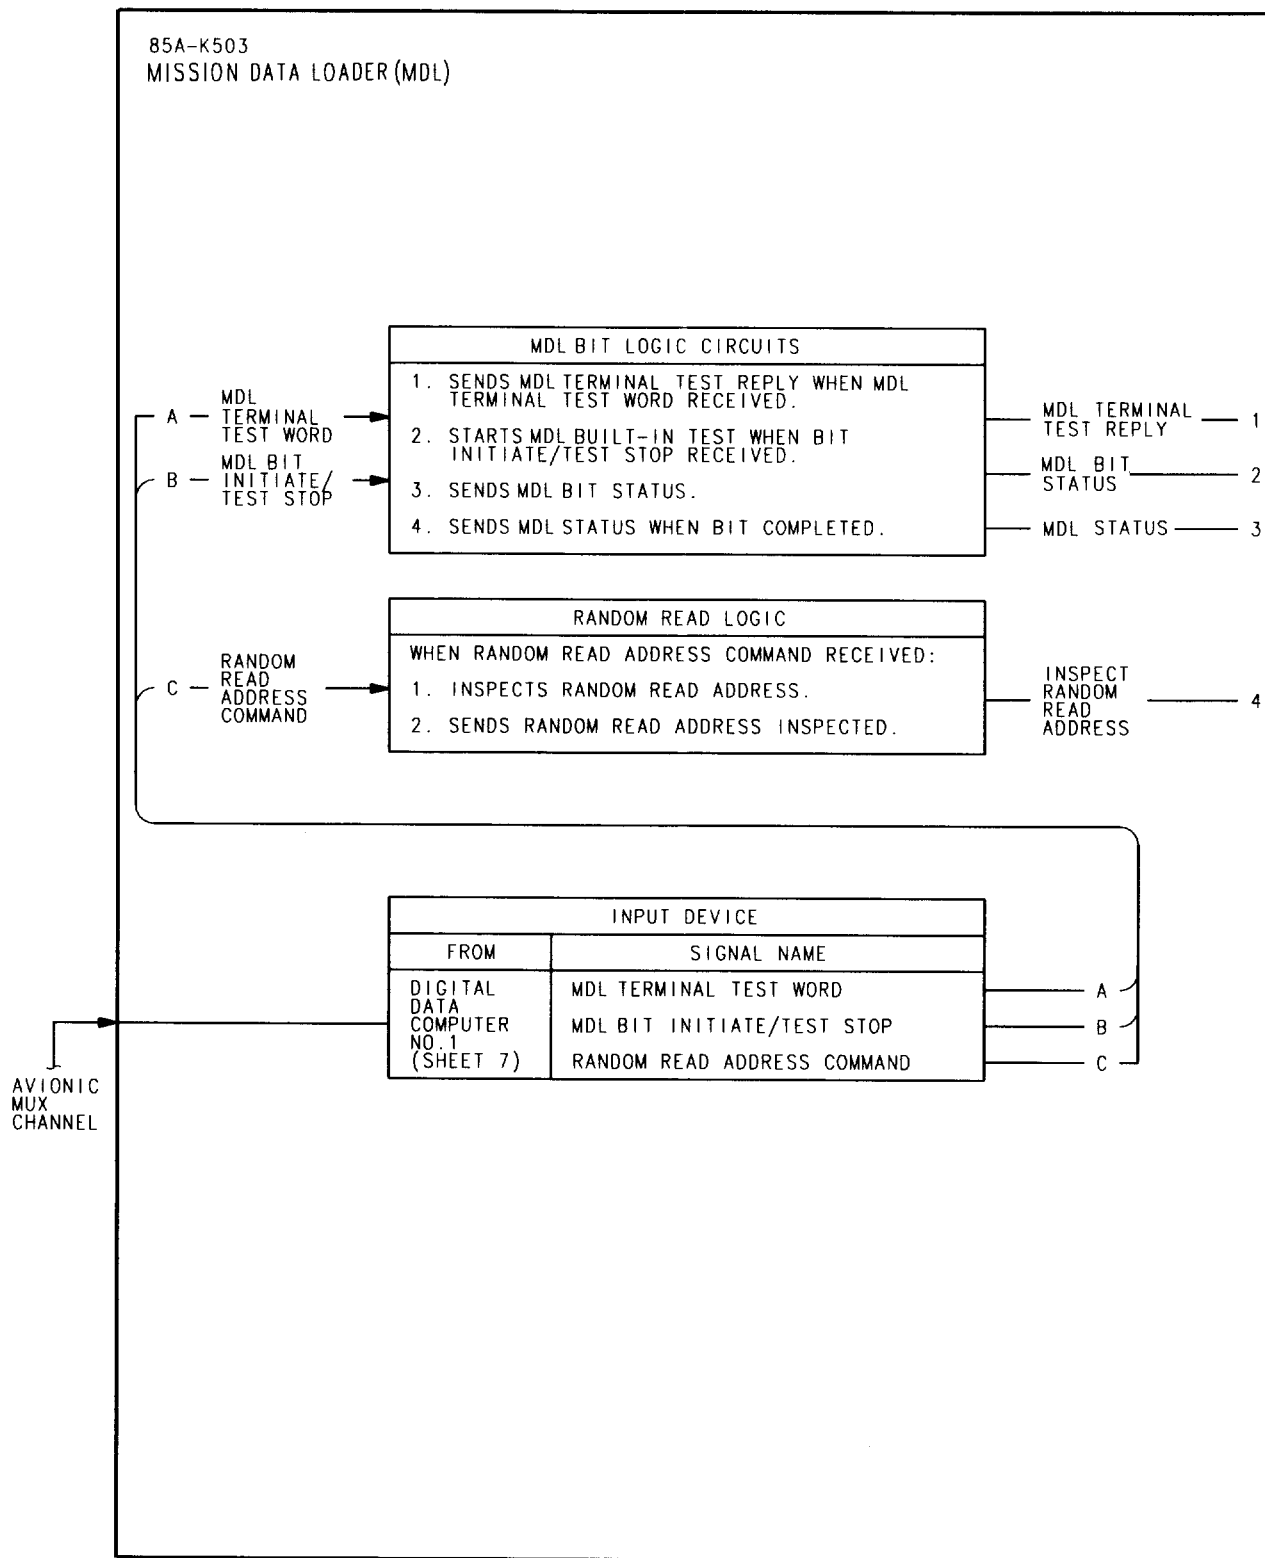 85A-K503
MISSION DATA LOADER (MDL)
MDL BIT LOGIC CIRCUITS
1. SENDS MDL TERMINAL TEST REPLY WHEN MDL
TERMINAL TEST WORD RECEIVED.
2. STARTS MDL BUILT-IN TEST WHEN BIT
INITIATE/TEST STOP RECEIVED.
3. SENDS MDL BIT STATUS.
4. SENDS MDL STATUS WHEN BIT COMPLETED.
A
MDL
TERMINAL
TEST WORD
B
MDL BIT
INITIATE/
TEST STOP
MDL TERMINAL
TEST REPLY
1
MDL BIT
STATUS
2
MDL STATUS
3
RANDOM READ LOGIC
WHEN RANDOM READ ADDRESS COMMAND RECEIVED:
1. INSPECTS RANDOM READ ADDRESS.
2. SENDS RANDOM READ ADDRESS INSPECTED.
C
RANDOM
READ
ADDRESS
COMMAND
INSPECT
RANDOM
READ
ADDRESS
4
INPUT DEVICE
FROM
SIGNAL NAME
DIGITAL
DATA
COMPUTER
NO.1
(SHEET 7)
MDL TERMINAL TEST WORD
A
MDL BIT INITIATE/TEST STOP
B
RANDOM READ ADDRESS COMMAND
C
AVIONIC
MUX
CHANNEL